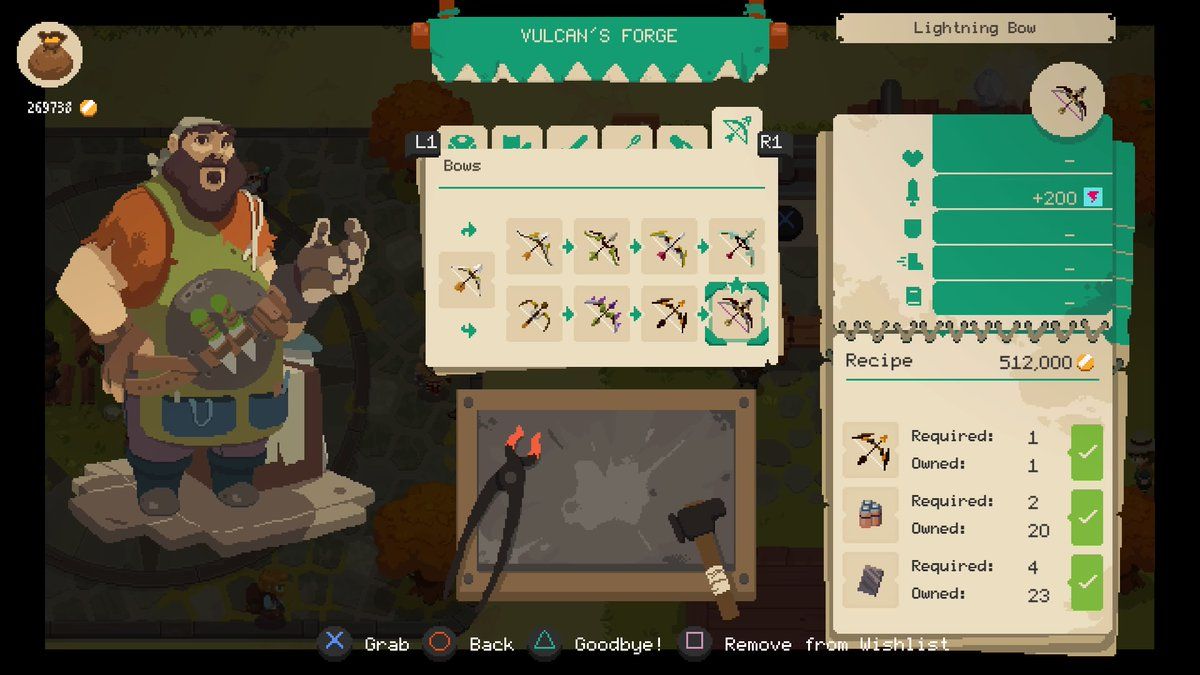 VULCAN'S FORGE
Lightning Bow
269738
L1
R1
Bows
–
+200
–
–
–
Recipe 512,000
Required: 1
Owned: 1
Required: 2
Owned: 20
Required: 4
Owned: 23
Grab Back Goodbye! Remove from Wishlist